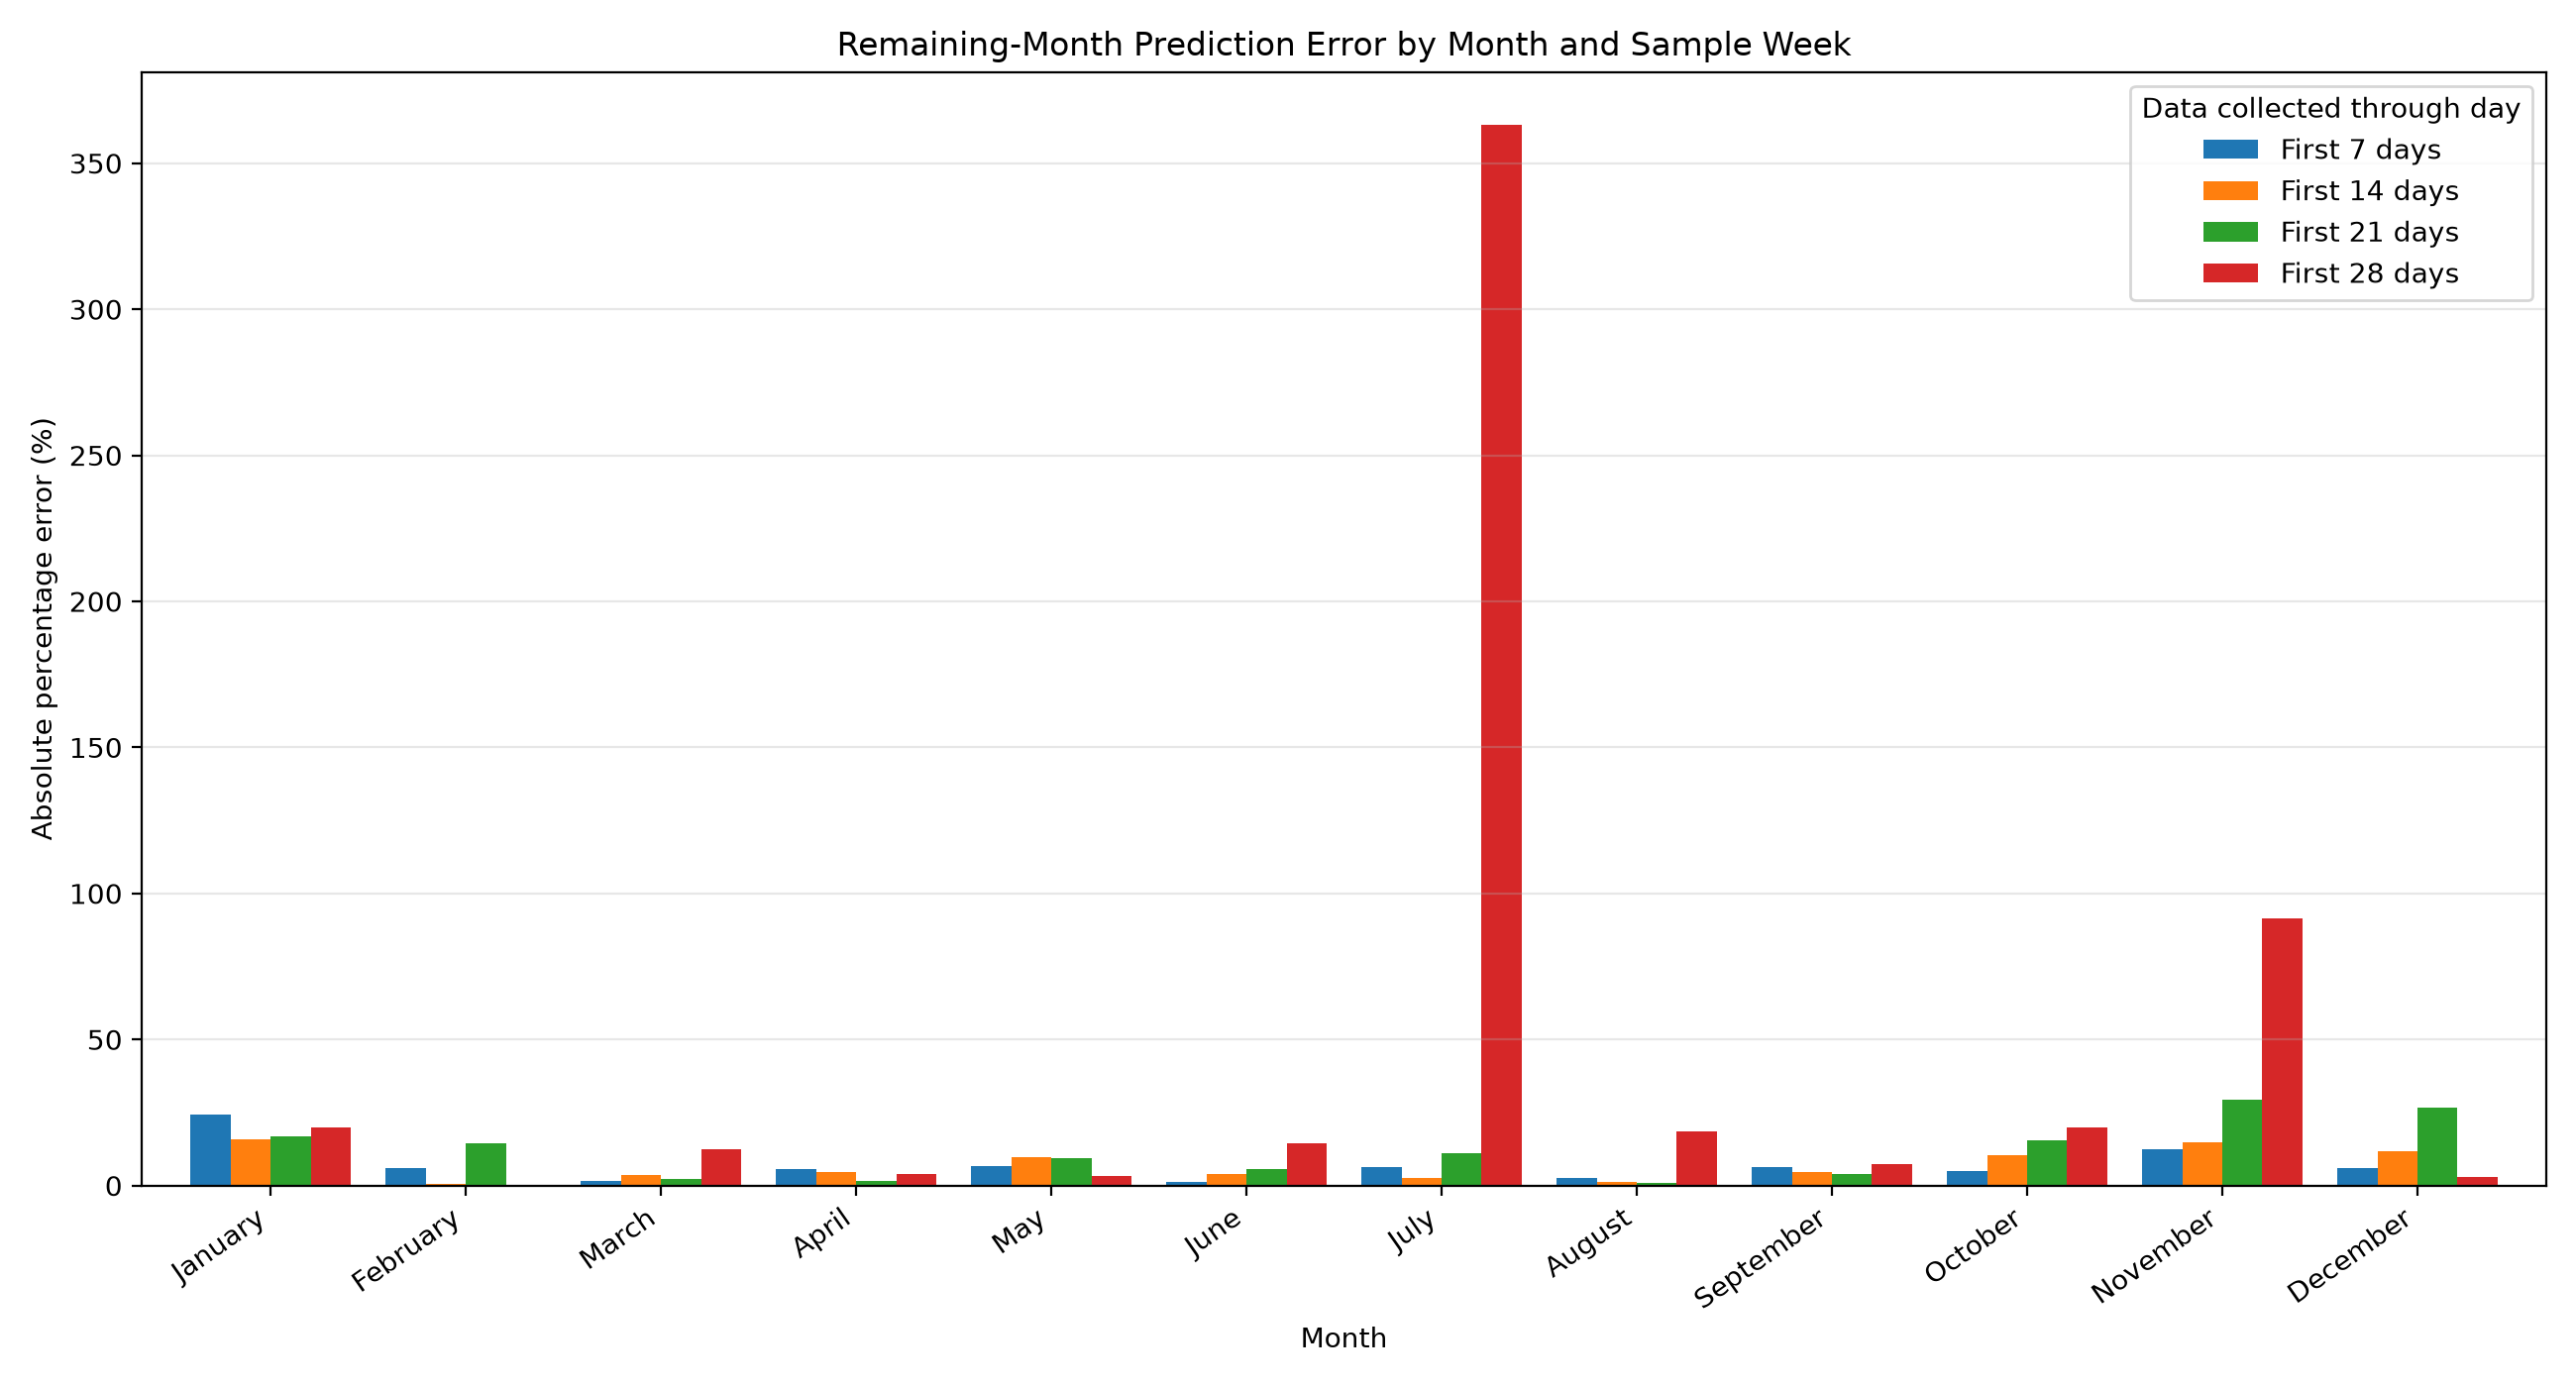 Remaining-Month Prediction Error by Month and Sample Week
Data collected through day
First 7 days
First 14 days
First 21 days
First 28 days
Absolute percentage error (%)
350
300
250
200
150
100
50
0
January
February
March
April
May
June
July
August
September
October
November
December
Month